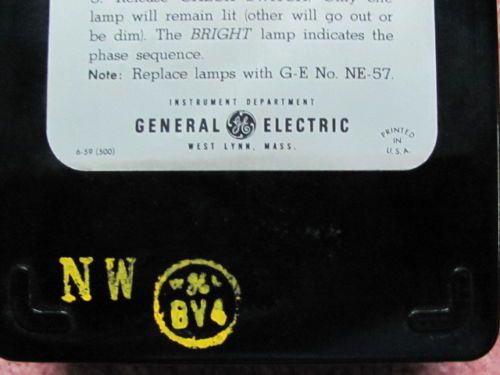 lamp will remain lit (other will go out or
be dim). The BRIGHT lamp indicates the
phase sequence.
Note: Replace lamps with G-E No. NE-57.
INSTRUMENT DEPARTMENT
GENERAL GE ELECTRIC
WEST LYNN, MASS.
6-59 (500)
PRINTED
IN
U.S.A.
NW
GE
BV4